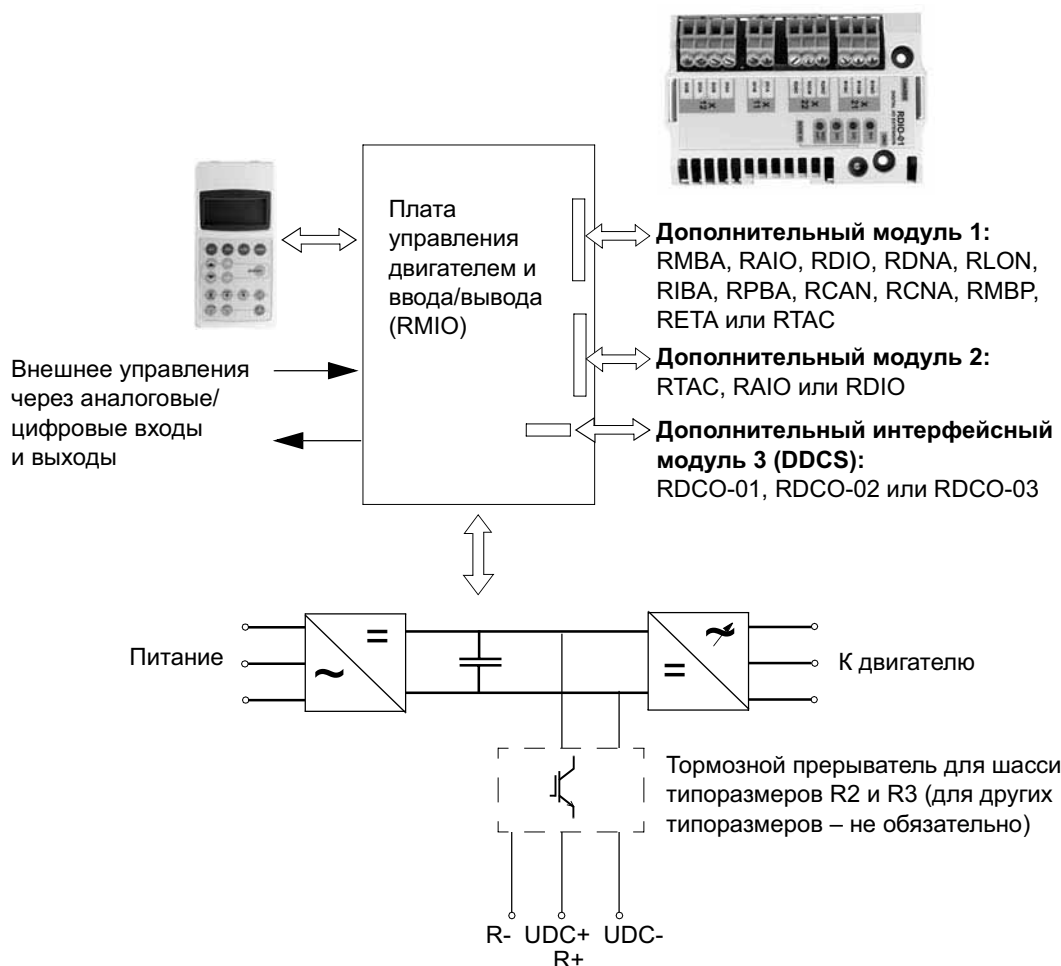 RDIO-01
Плата
управления
двигателем и
ввода/вывода
(RMIO)
Дополнительный модуль 1:
RMBA, RAIO, RDIO, RDNA, RLON,
RIBA, RPBA, RCAN, RCNA, RMBP,
RETA или RTAC
Внешнее управления
через аналоговые/
цифровые входы
и выходы
Дополнительный модуль 2:
RTAC, RAIO или RDIO
Дополнительный интерфейсный
модуль 3 (DDCS):
RDCO-01, RDCO-02 или RDCO-03
Питание
=
~
=
~
К двигателю
Тормозной прерыватель для шасси
типоразмеров R2 и R3 (для других
типоразмеров – не обязательно)
R- UDC+ UDC-
R+